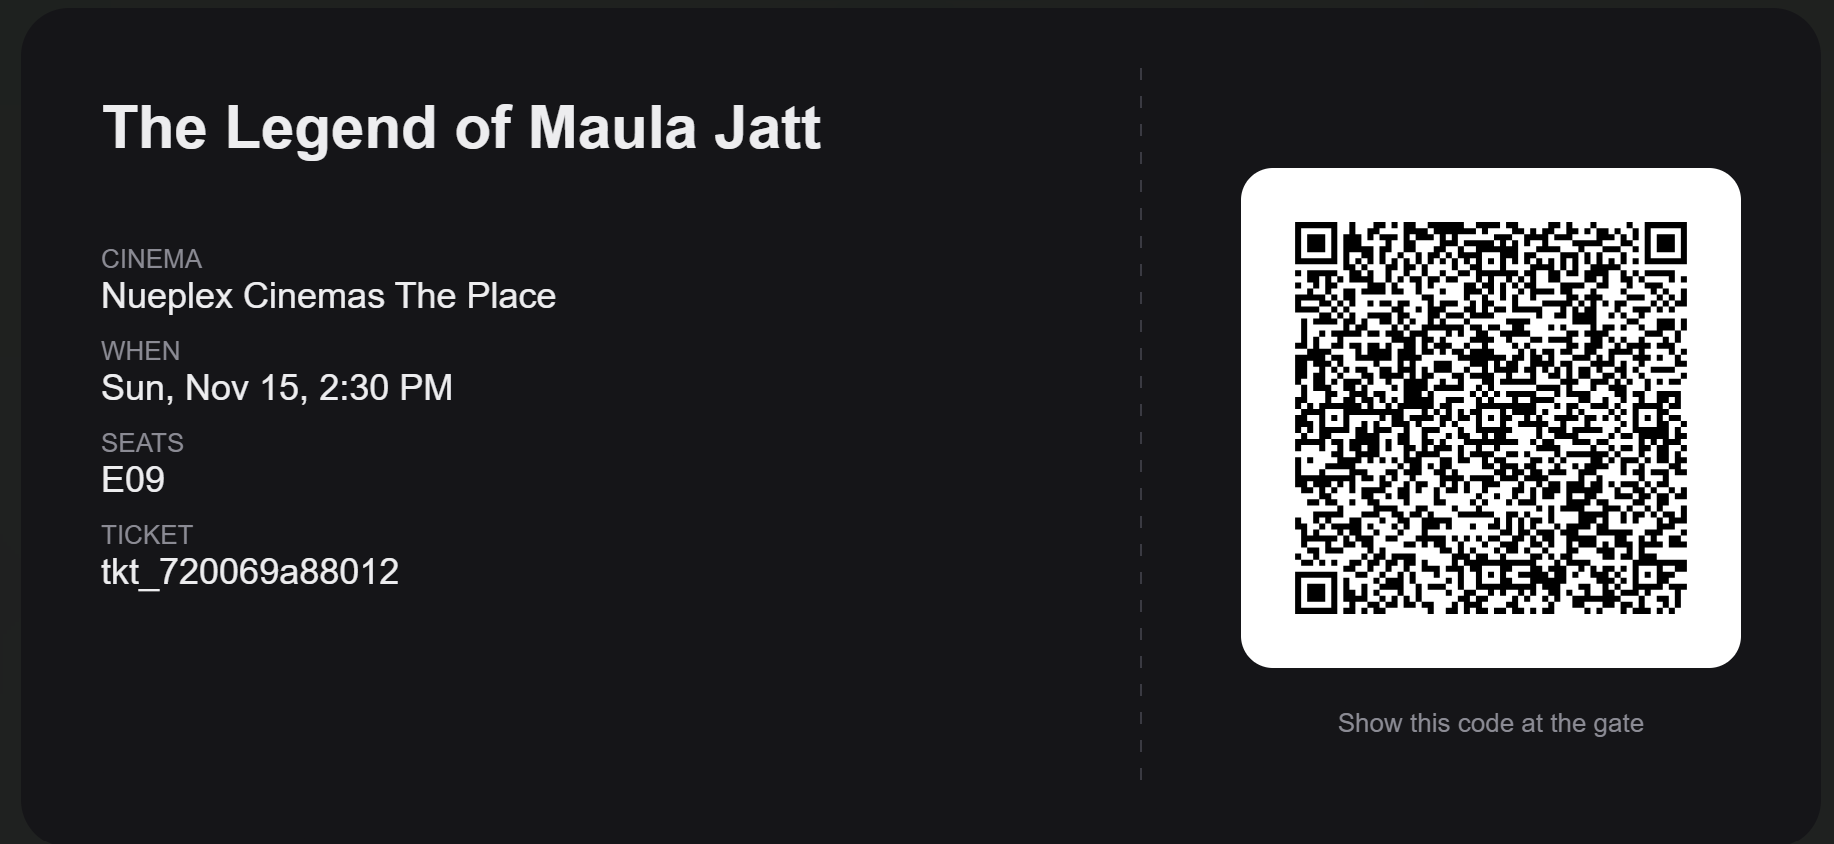 The Legend of Maula Jatt
CINEMA
Nueplex Cinemas The Place
WHEN
Sun, Nov 15, 2:30 PM
SEATS
E09
TICKET
tkt_720069a88012
Show this code at the gate